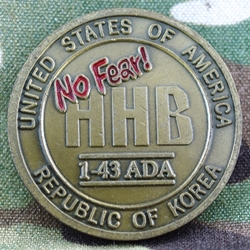 UNITED STATES OF AMERICA
No Fear!
HHB
1-43 ADA
REPUBLIC OF KOREA